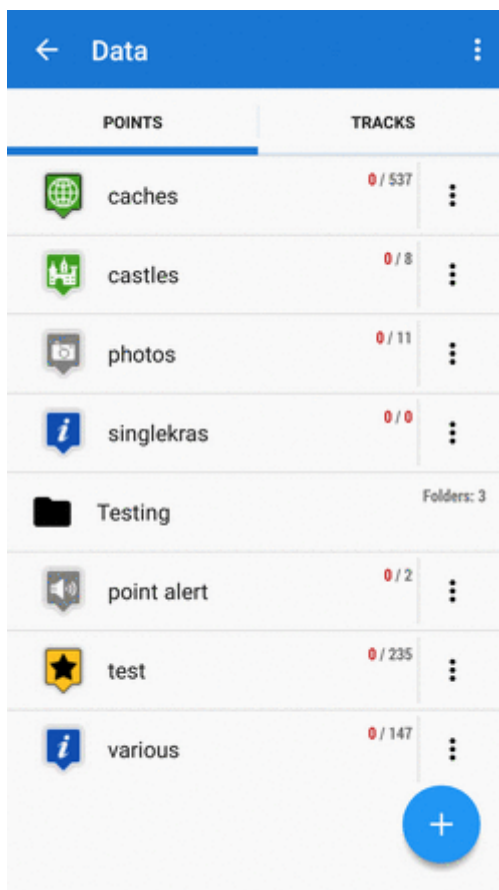 Data
POINTS TRACKS
caches 0 / 537
castles 0 / 8
photos 0 / 11
singlekras 0 / 0
Testing Folders: 3
point alert 0 / 2
test 0 / 235
various 0 / 147